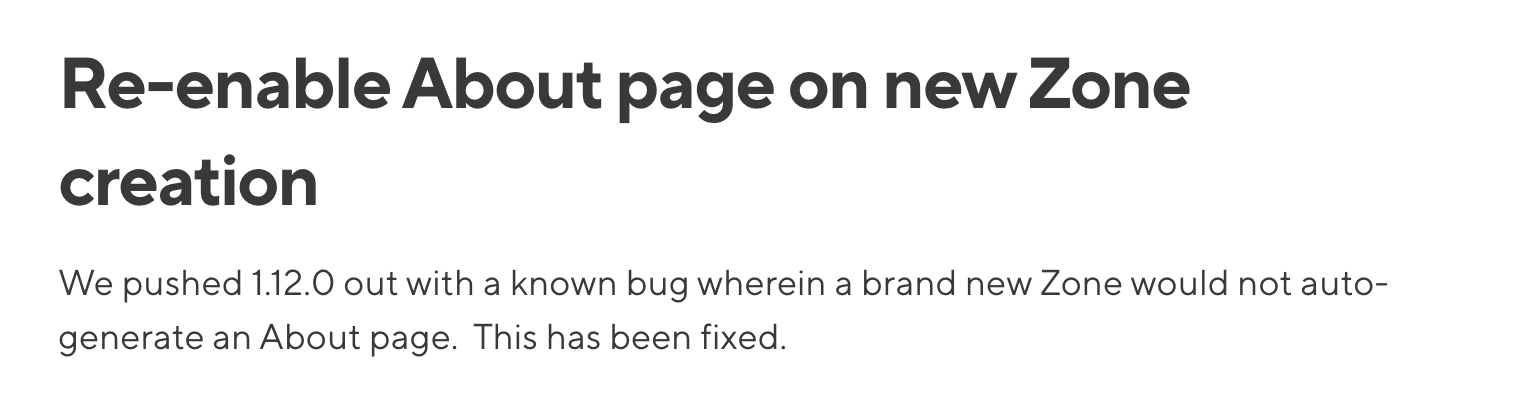 Re-enable About page on new Zone
creation
We pushed 1.12.0 out with a known bug wherein a brand new Zone would not auto-
generate an About page.  This has been fixed.